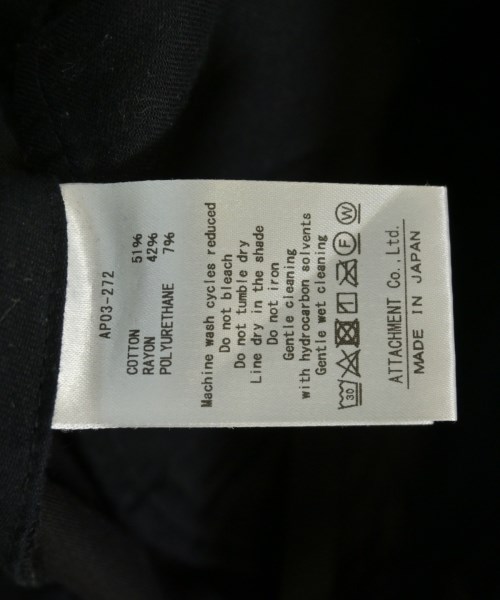 AP03-272
COTTON 51%
RAYON 42%
POLYURETHANE 7%
Machine wash cycles reduced
Do not bleach
Do not tumble dry
Line dry in the shade
Do not iron
Gentle cleaning
with hydrocarbon solvents
Gentle wet cleaning
30 F W
ATTACHMENT Co.,Ltd.
MADE IN JAPAN